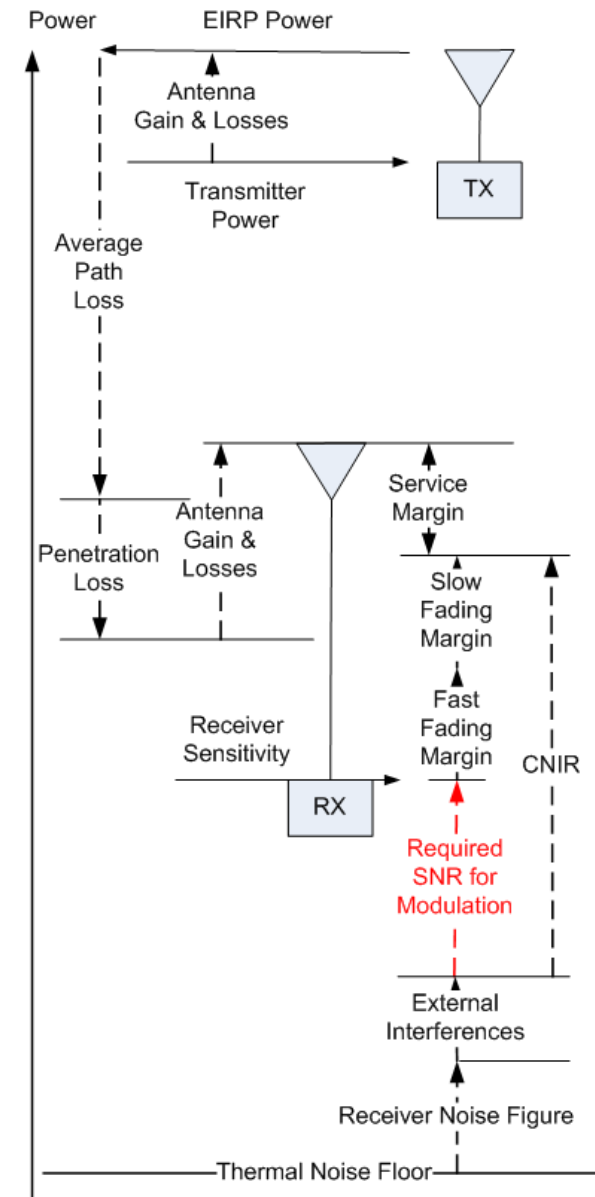 Power
EIRP Power
Antenna
Gain & Losses
TX
Transmitter
Power
Average
Path
Loss
Service
Margin
Antenna
Gain &
Losses
Penetration
Loss
Slow
Fading
Margin
Fast
Fading
Margin
Receiver
Sensitivity
CNIR
RX
Required
SNR for
Modulation
External
Interferences
Receiver Noise Figure
Thermal Noise Floor